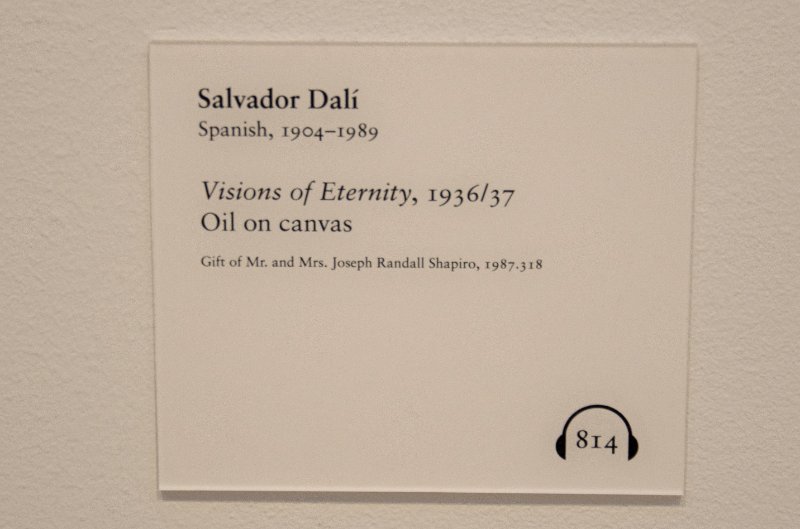 Salvador Dalí
Spanish, 1904–1989
Visions of Eternity, 1936/37
Oil on canvas
Gift of Mr. and Mrs. Joseph Randall Shapiro, 1987.318
814